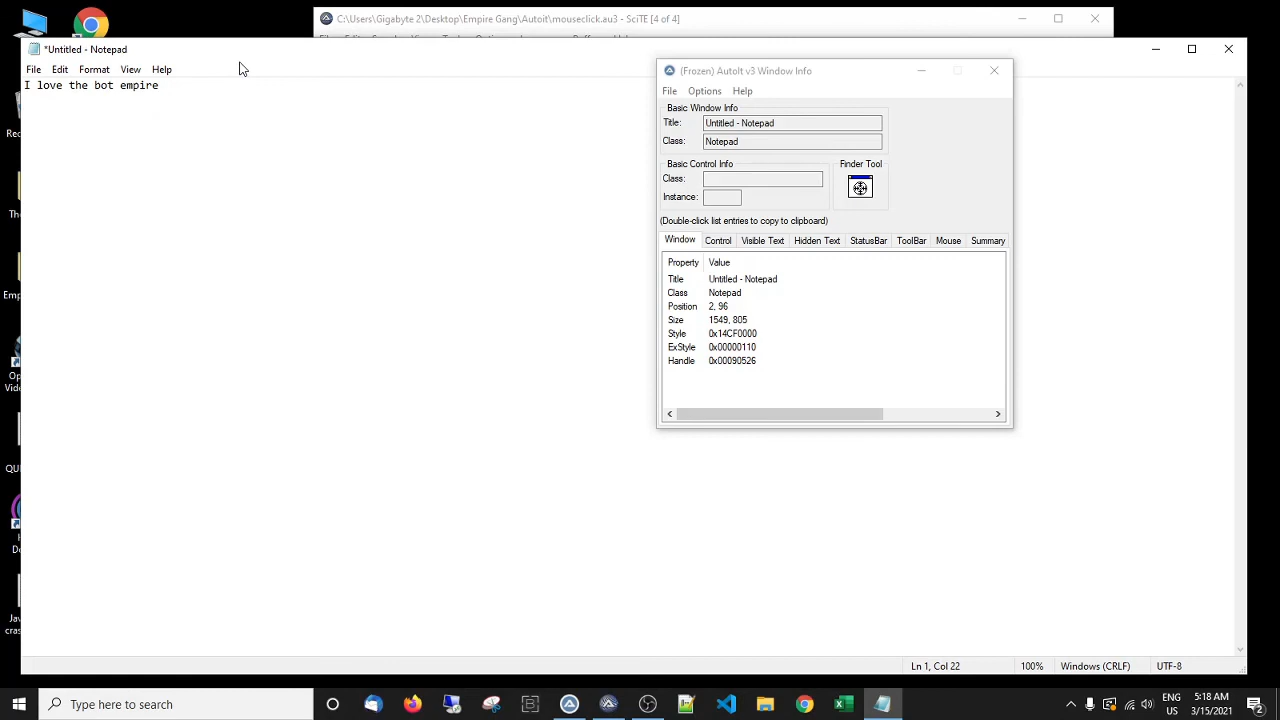 C:\Users\Gigabyte 2\Desktop\Empire Gang\Autoit\mouseclick.au3 - SciTE [4 of 4]
*Untitled - Notepad
File Edit Format View Help
I love the bot empire
(Frozen) AutoIt v3 Window Info
File Options Help
Basic Window Info
Title: Untitled - Notepad
Class: Notepad
Basic Control Info
Finder Tool
Class:
Instance:
(Double-click list entries to copy to clipboard)
Window Control Visible Text Hidden Text StatusBar ToolBar Mouse Summary
Property Value
Title Untitled - Notepad
Class Notepad
Position 2, 96
Size 1549, 805
Style 0x14CF0000
ExStyle 0x00000110
Handle 0x00090526
Ln 1, Col 22 100% Windows (CRLF) UTF-8
Type here to search
ENG
US
5:18 AM
3/15/2021
2